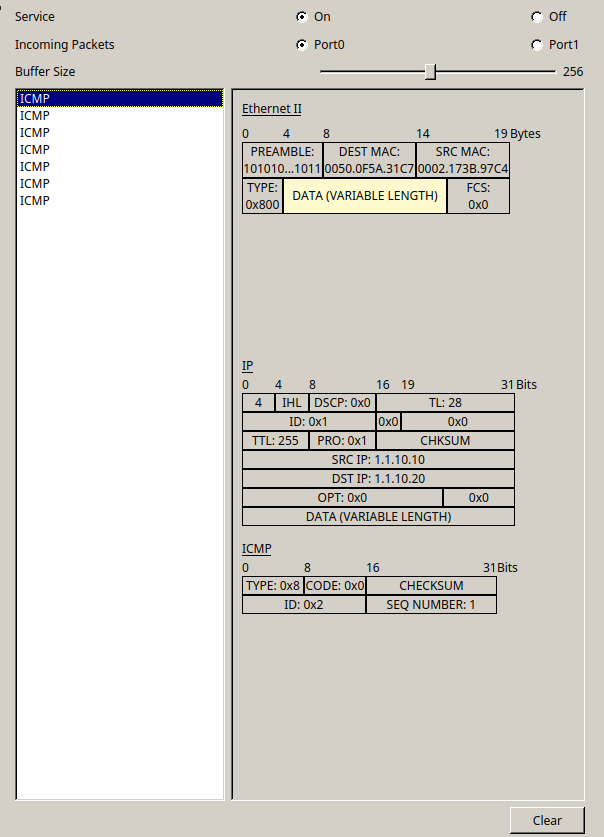 Service On Off
Incoming Packets Port0 Port1
Buffer Size 256
ICMP
ICMP
ICMP
ICMP
ICMP
ICMP
ICMP
Ethernet II
0 4 8 14 19 Bytes
PREAMBLE: DEST MAC: SRC MAC:
101010...1011 0050.0F5A.31C7 0002.173B.97C4
TYPE: DATA (VARIABLE LENGTH) FCS:
0x800 0x0
IP
0 4 8 16 19 31 Bits
4 IHL DSCP: 0x0 TL: 28
ID: 0x1 0x0 0x0
TTL: 255 PRO: 0x1 CHKSUM
SRC IP: 1.1.10.10
DST IP: 1.1.10.20
OPT: 0x0 0x0
DATA (VARIABLE LENGTH)
ICMP
0 8 16 31 Bits
TYPE: 0x8 CODE: 0x0 CHECKSUM
ID: 0x2 SEQ NUMBER: 1
Clear